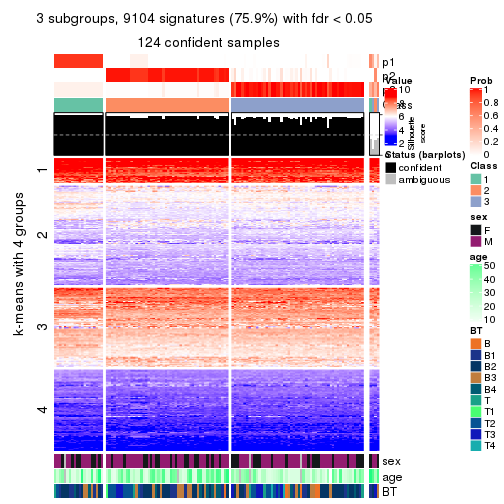 3 subgroups, 9104 signatures (75.9%) with fdr < 0.05
124 confident samples
p1
p2
Value
10
8
6
4
2
Silhouette
score
Prob
1
0.8
0.6
0.4
0.2
0
Status (barplots)
confident
ambiguous
Class
1
2
3
sex
F
M
age
50
40
30
20
10
BT
B
B1
B2
B3
B4
T
T1
T2
T3
T4
k-means with 4 groups
1
2
3
4
sex
age
BT